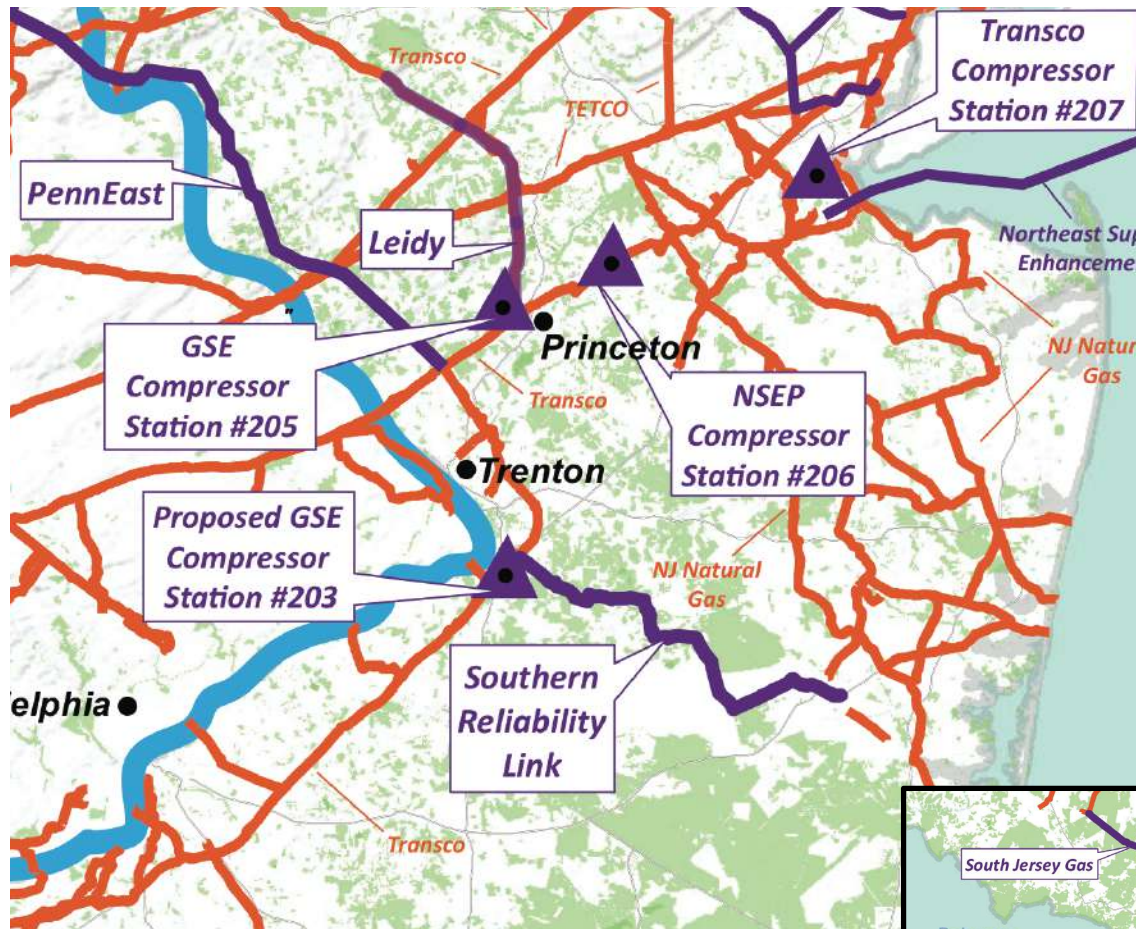 Transco
Transco
Compressor
Station #207
TETCO
PennEast
Leidy
Northeast Sup
Enhanceme
"
GSE
Compressor
Station #205
Princeton
NJ Natur
Gas
Transco
NSEP
Compressor
Station #206
Trenton
Proposed GSE
Compressor
Station #203
NJ Natural
Gas
Southern
Reliability
Link
elphia
Transco
South Jersey Gas